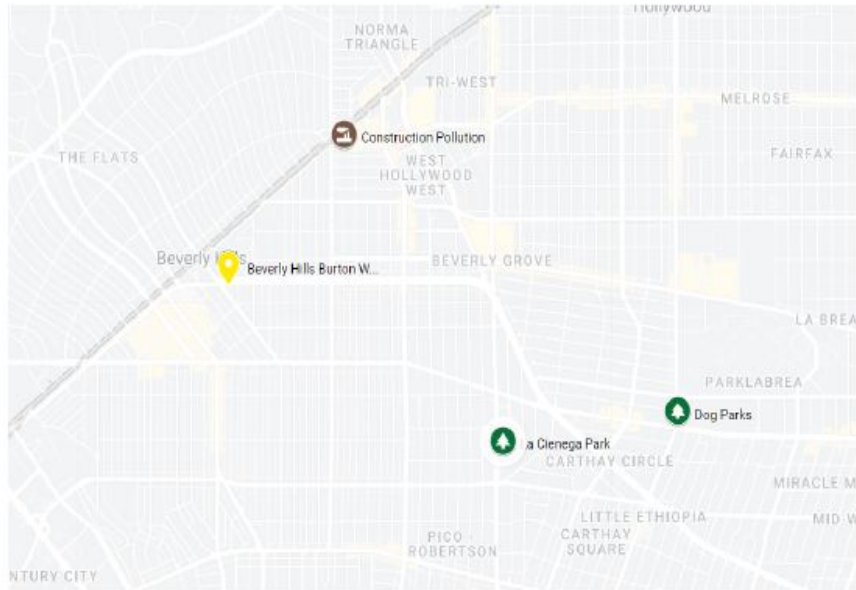 Hollywood
NORMA
TRIANGLE
TRI-WEST
MELROSE
Construction Pollution
FAIRFAX
THE FLATS
WEST
HOLLYWOOD
WEST
Beverly Hills
Beverly Hills Burton W...
BEVERLY GROVE
LA BREA
PARKLABREA
Dog Parks
a Cienega Park
CARTHAY CIRCLE
MIRACLE M
LITTLE ETHIOPIA
MID-W
CARTHAY
SQUARE
PICO -
ROBERTSON
NTURY CITY